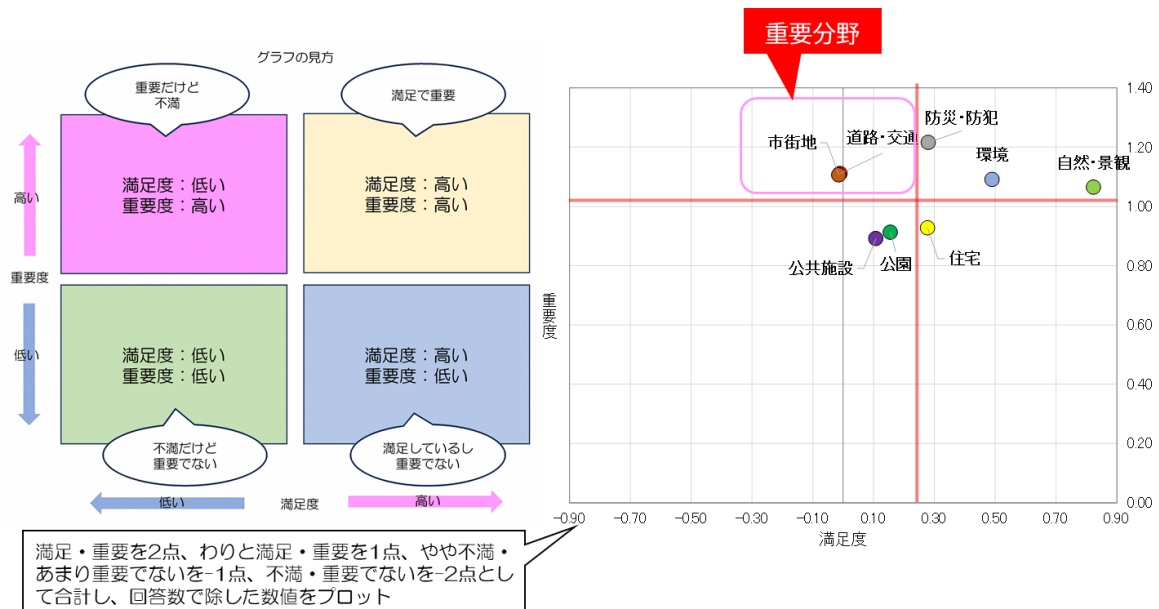 グラフの見方
重要だけど
不満
満足で重要
満足度：低い
重要度：高い
満足度：高い
重要度：高い
高い
重要度
低い
満足度：低い
重要度：低い
満足度：高い
重要度：低い
不満だけど
重要でない
満足しているし
重要でない
低い
満足度
高い
満足・重要を2点、わりと満足・重要を1点、やや不満・
あまり重要でないを-1点、不満・重要でないを-2点とし
て合計し、回答数で除した数値をプロット
重要分野
防災・防犯
市街地
道路・交通
環境
自然・景観
公共施設
公園
住宅
重要度
1.40
1.20
1.00
0.80
0.60
0.40
0.20
0.00
-0.90 -0.70 -0.50 -0.30 -0.10 0.10 0.30 0.50 0.70 0.90
満足度